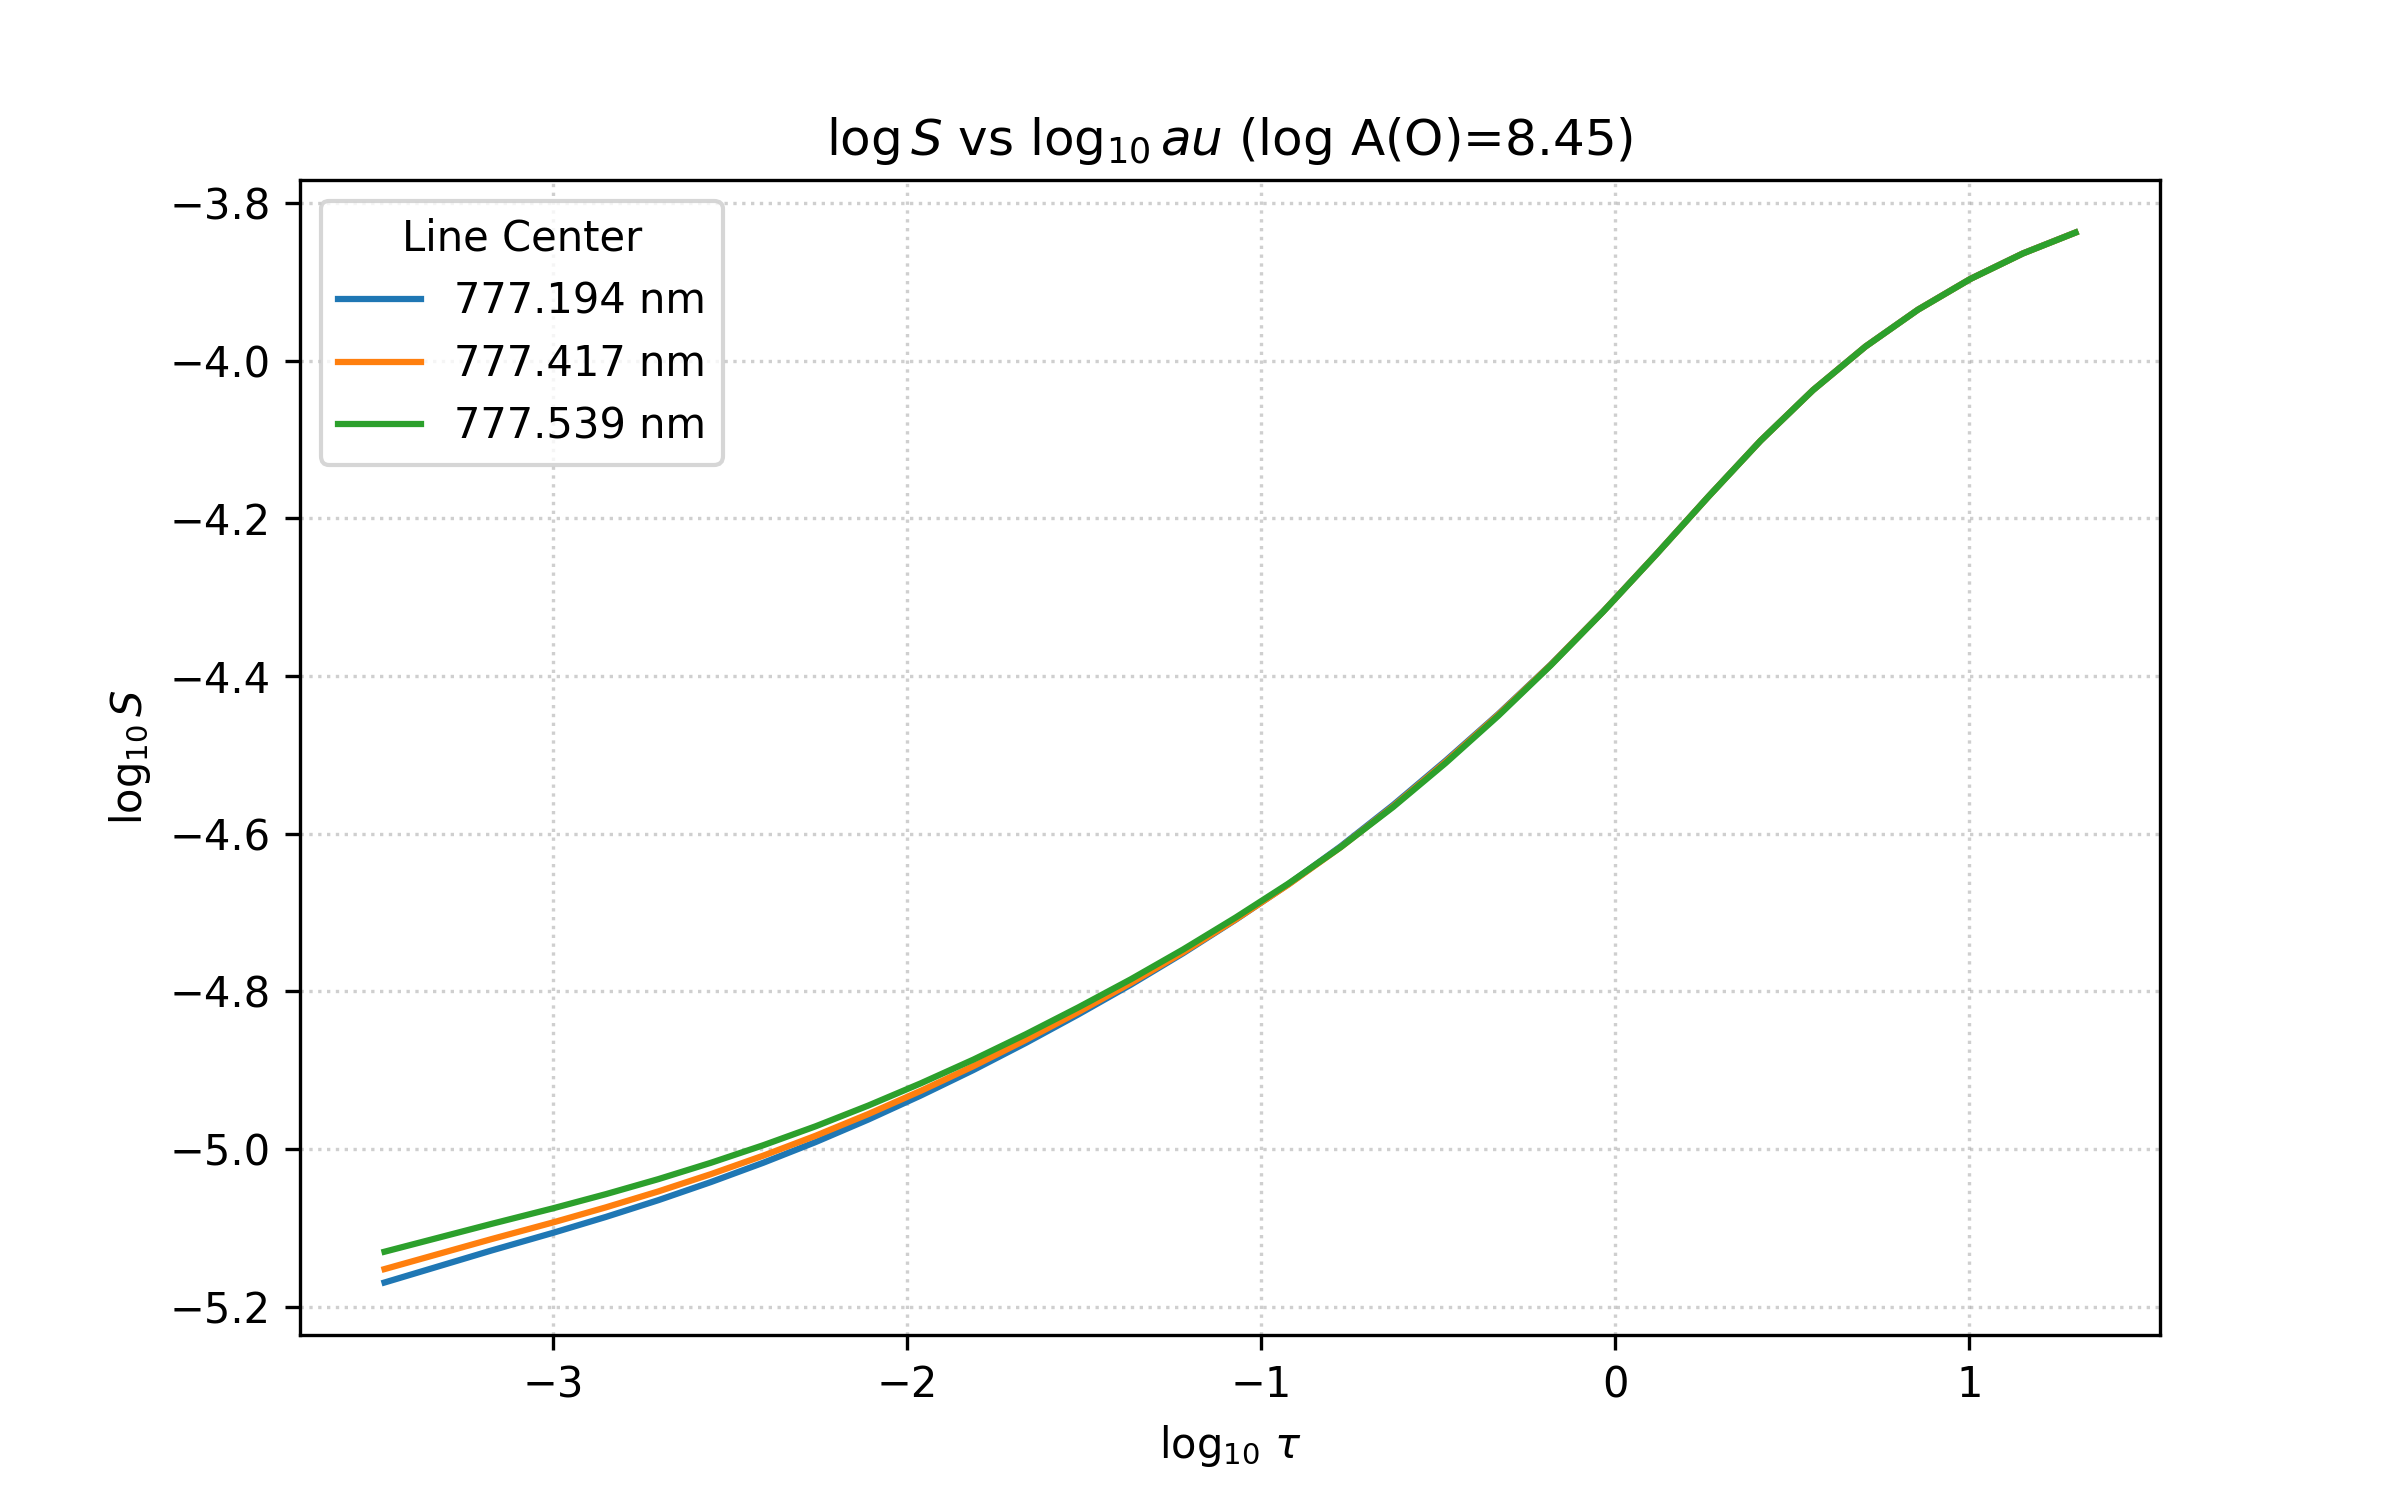 log S vs log₁₀ au (log A(O)=8.45)
Line Center
777.194 nm
777.417 nm
777.539 nm
log₁₀ S
−3.8
−4.0
−4.2
−4.4
−4.6
−4.8
−5.0
−5.2
−3 −2 −1 0 1
log₁₀ τ